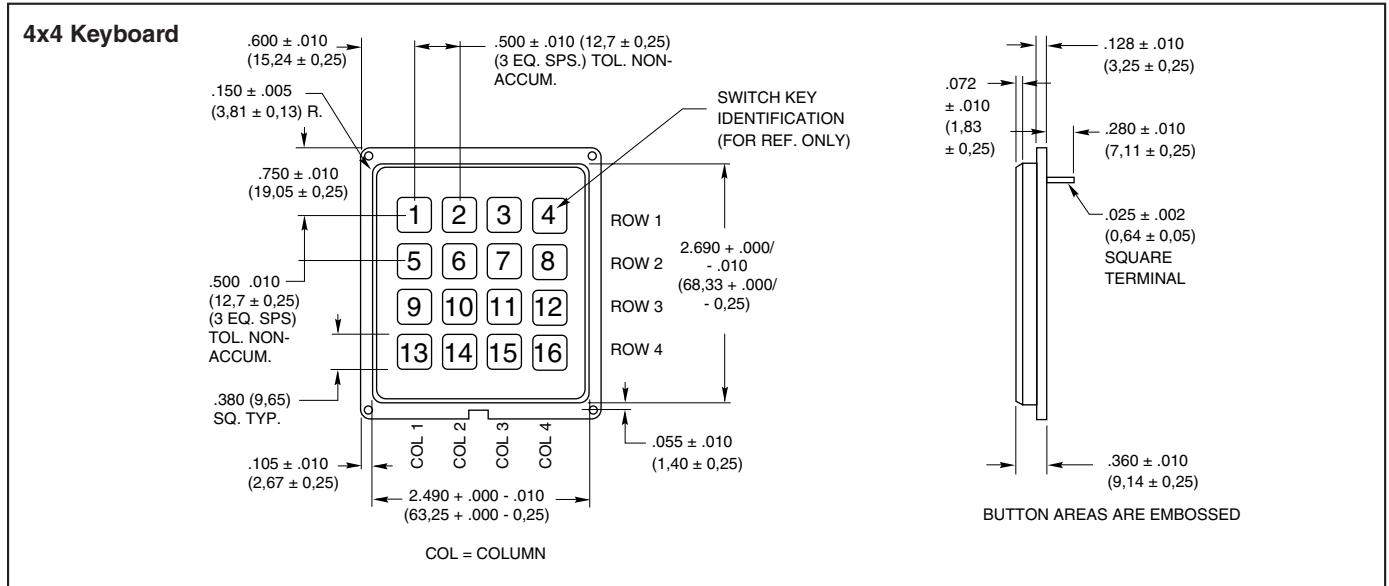 4x4 Keyboard
.600 ± .010
(15,24 ± 0,25)
.500 ± .010 (12,7 ± 0,25)
(3 EQ. SPS.) TOL. NON-
ACCUM.
.150 ± .005
(3,81 ± 0,13) R.
SWITCH KEY
IDENTIFICATION
(FOR REF. ONLY)
.750 ± .010
(19,05 ± 0,25)
1 2 3 4
ROW 1
5 6 7 8
ROW 2
9 10 11 12
ROW 3
13 14 15 16
ROW 4
2.690 + .000/
- .010
(68,33 + .000/
- 0,25)
.500 .010
(12,7 ± 0,25)
(3 EQ. SPS)
TOL. NON-
ACCUM.
.380 (9,65)
SQ. TYP.
COL 1
COL 2
COL 3
COL 4
.055 ± .010
(1,40 ± 0,25)
.105 ± .010
(2,67 ± 0,25)
2.490 + .000 - .010
(63,25 + .000 - 0,25)
COL = COLUMN
.128 ± .010
(3,25 ± 0,25)
.072
± .010
(1,83
± 0,25)
.280 ± .010
(7,11 ± 0,25)
.025 ± .002
(0,64 ± 0,05)
SQUARE
TERMINAL
.360 ± .010
(9,14 ± 0,25)
BUTTON AREAS ARE EMBOSSED